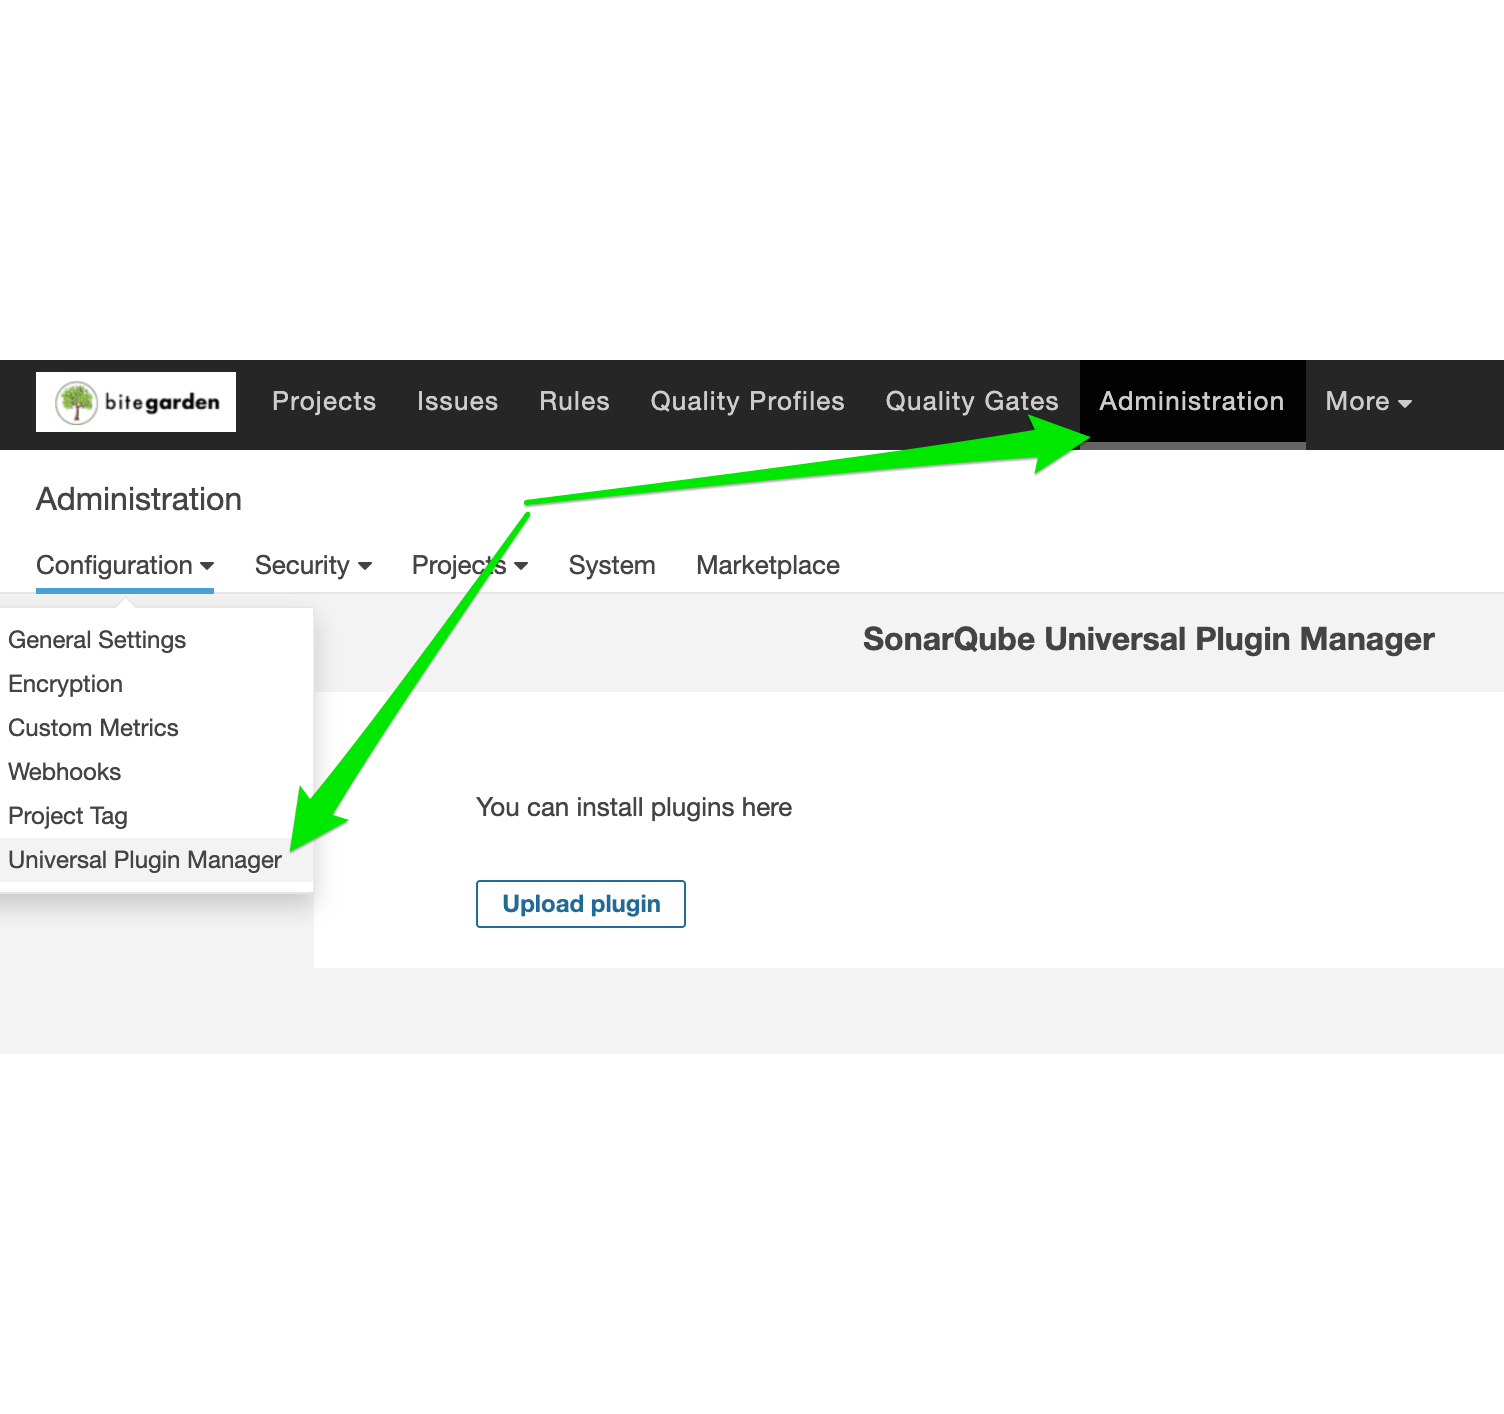 bitegarden Projects Issues Rules Quality Profiles Quality Gates Administration More
Administration
Configuration Security Projects System Marketplace
General Settings
Encryption
Custom Metrics
Webhooks
Project Tag
Universal Plugin Manager
SonarQube Universal Plugin Manager
You can install plugins here
Upload plugin